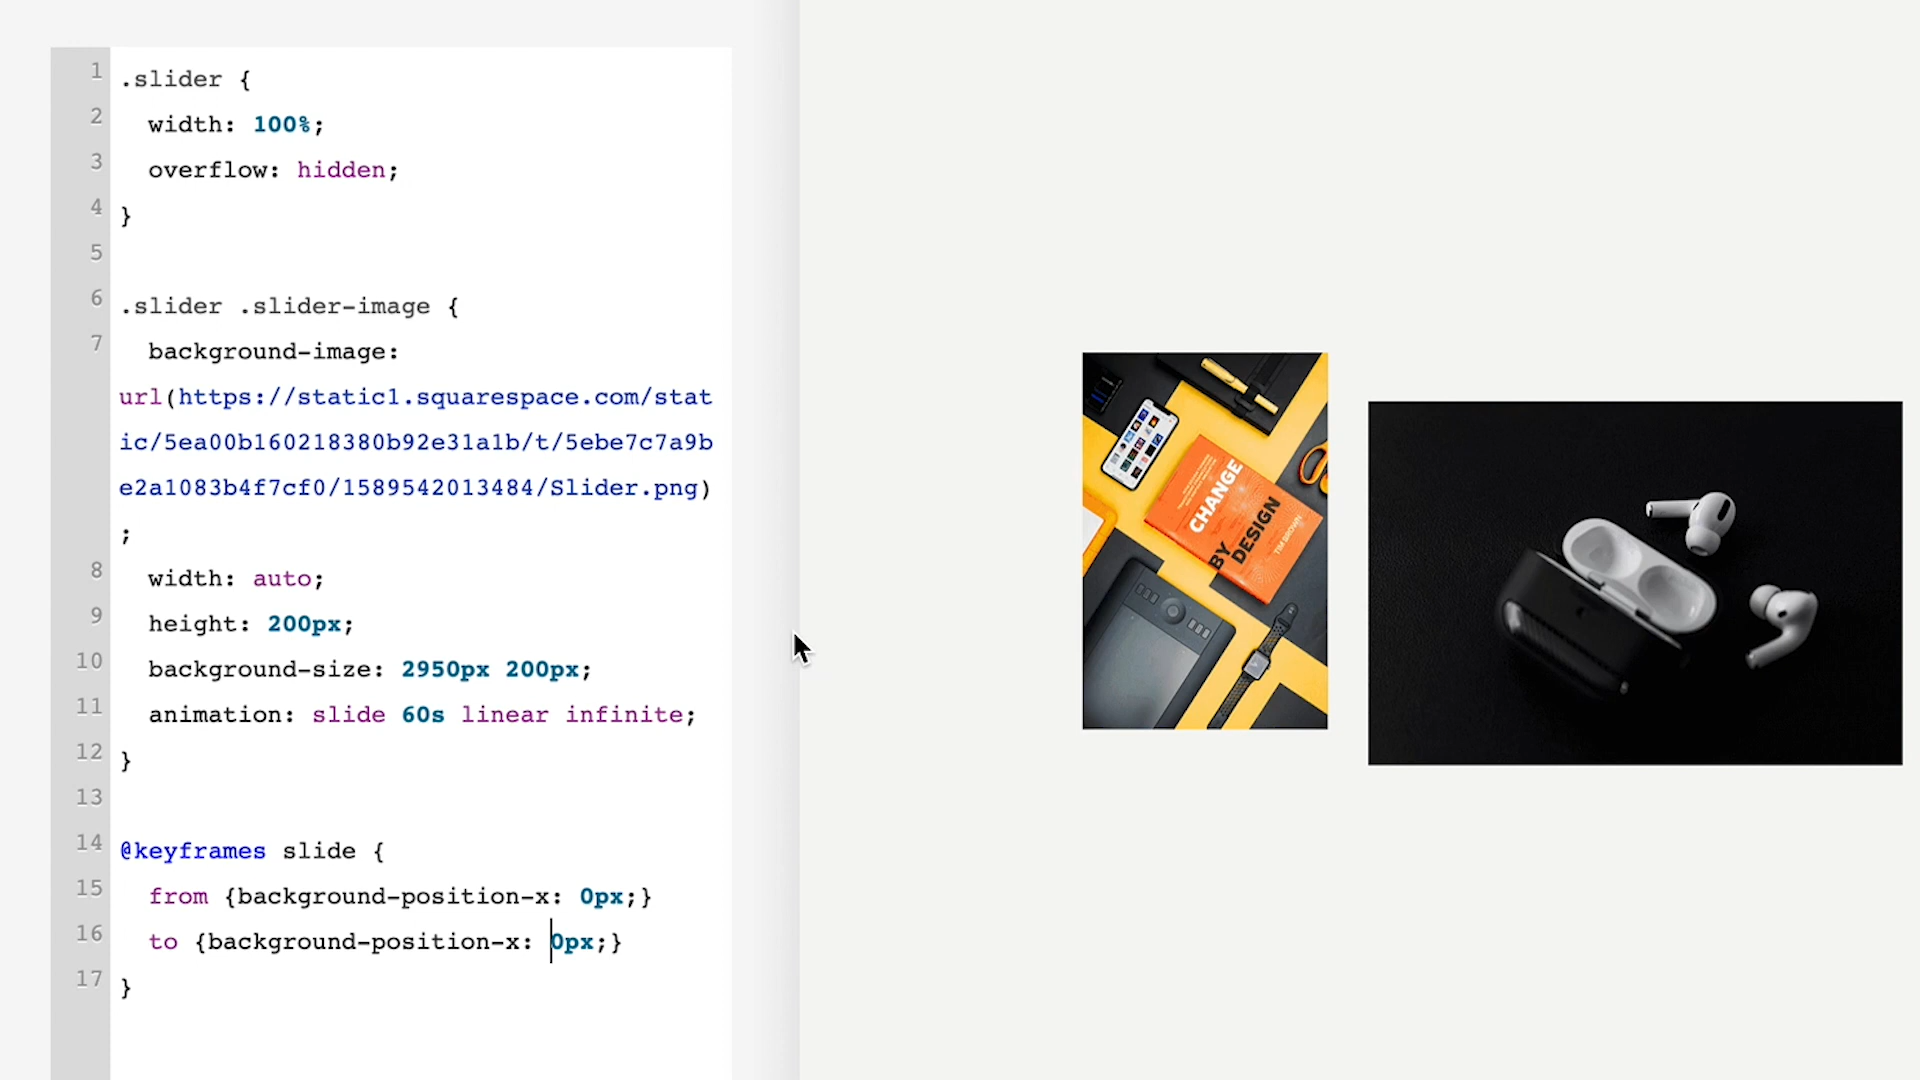 1 .slider {
2 width: 100%;
3 overflow: hidden;
4 }
5
6 .slider .slider-image {
7 background-image:
url(https://static1.squarespace.com/stat
ic/5ea00b160218380b92e31a1b/t/5ebe7c7a9b
e2a1083b4f7cf0/1589542013484/Slider.png)
;
8 width: auto;
9 height: 200px;
10 background-size: 2950px 200px;
11 animation: slide 60s linear infinite;
12 }
13
14 @keyframes slide {
15 from {background-position-x: 0px;}
16 to {background-position-x: 0px;}
17 }
CHANGE
BY
DESIGN
TIM BROWN